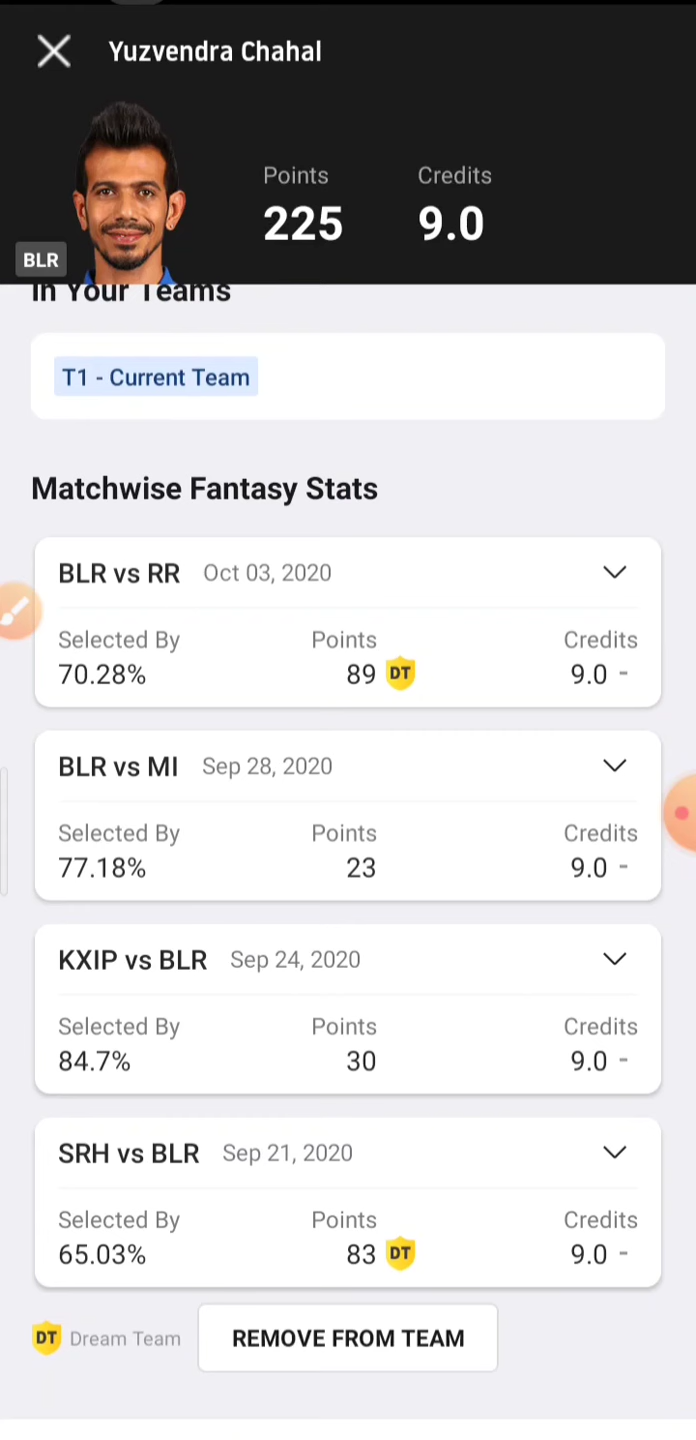 Yuzvendra Chahal
Points Credits
225 9.0
BLR
In Your Teams
T1 - Current Team
Matchwise Fantasy Stats
BLR vs RR Oct 03, 2020
Selected By Points Credits
70.28% 89 DT 9.0 -
BLR vs MI Sep 28, 2020
Selected By Points Credits
77.18% 23 9.0 -
KXIP vs BLR Sep 24, 2020
Selected By Points Credits
84.7% 30 9.0 -
SRH vs BLR Sep 21, 2020
Selected By Points Credits
65.03% 83 DT 9.0 -
DT Dream Team REMOVE FROM TEAM